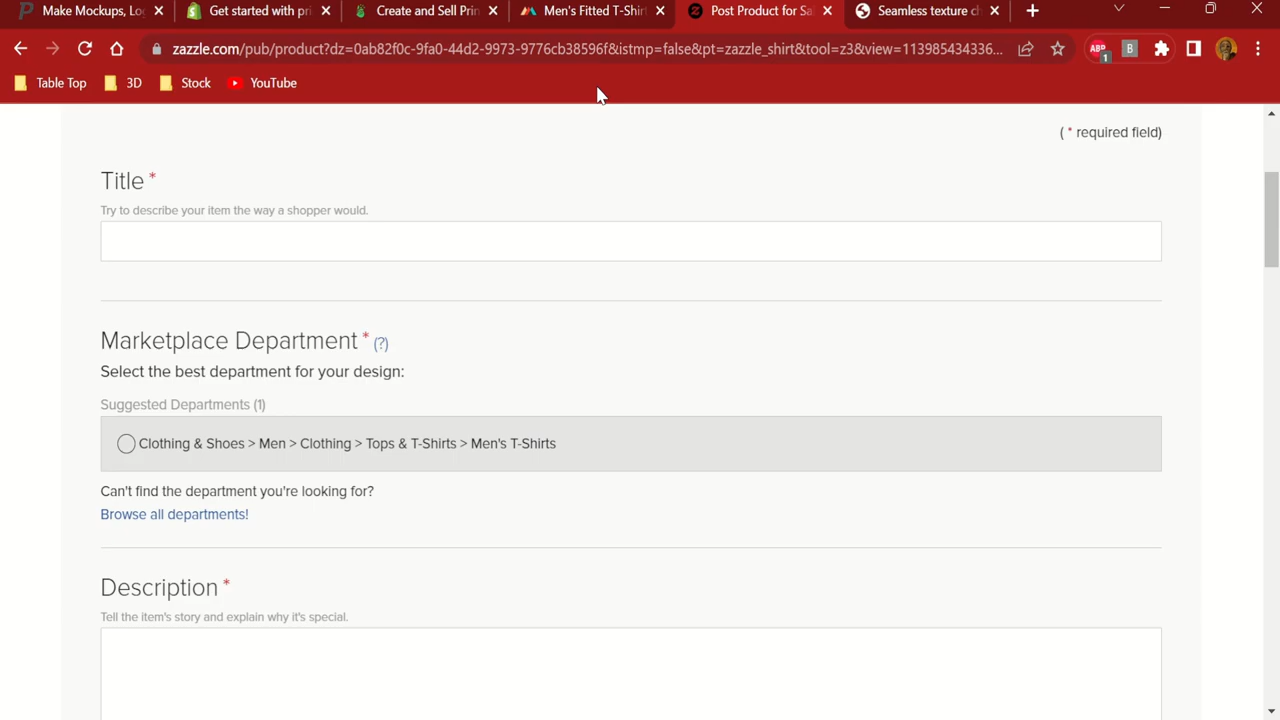 Make Mockups, Lo
Get started with pri
Create and Sell Prin
Men's Fitted T-Shir
Post Product for Sa
Seamless texture ch
zazzle.com/pub/product?dz=0ab82f0c-9fa0-44d2-9973-9776cb38596f&istmp=false&pt=zazzle_shirt&tool=z3&view=113985434336...
ABP
1
B
Table Top
3D
Stock
YouTube
( * required field)
Title *
Try to describe your item the way a shopper would.
Marketplace Department * (?)
Select the best department for your design:
Suggested Departments (1)
Clothing & Shoes > Men > Clothing > Tops & T-Shirts > Men's T-Shirts
Can't find the department you're looking for?
Browse all departments!
Description *
Tell the item's story and explain why it's special.